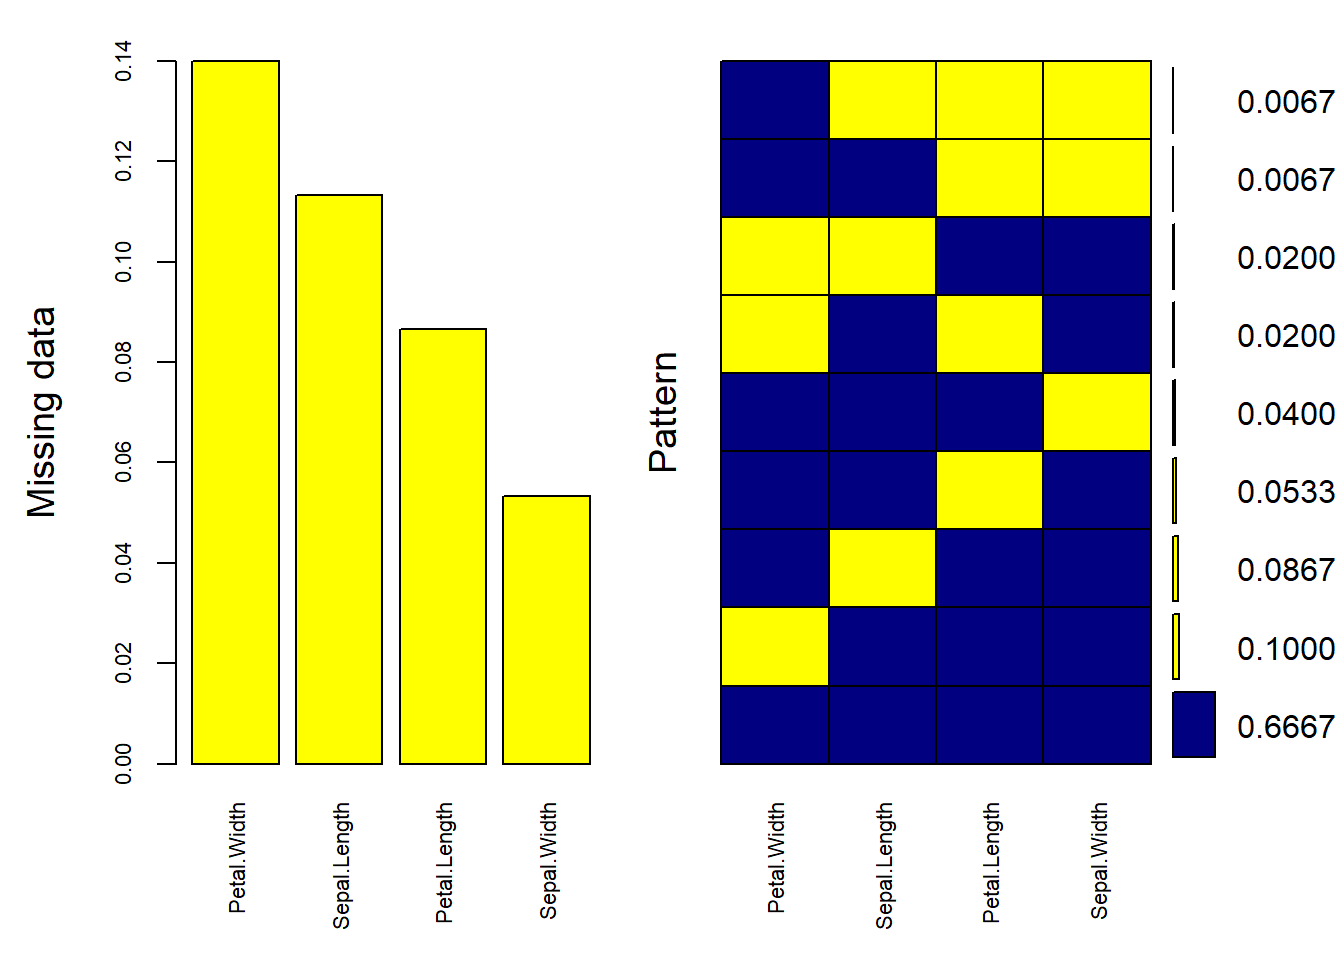 Missing data
0.14
0.12
0.10
0.08
0.06
0.04
0.02
0.00
Petal.Width
Sepal.Length
Petal.Length
Sepal.Width
Pattern
0.0067
0.0067
0.0200
0.0200
0.0400
0.0533
0.0867
0.1000
0.6667
Petal.Width
Sepal.Length
Petal.Length
Sepal.Width